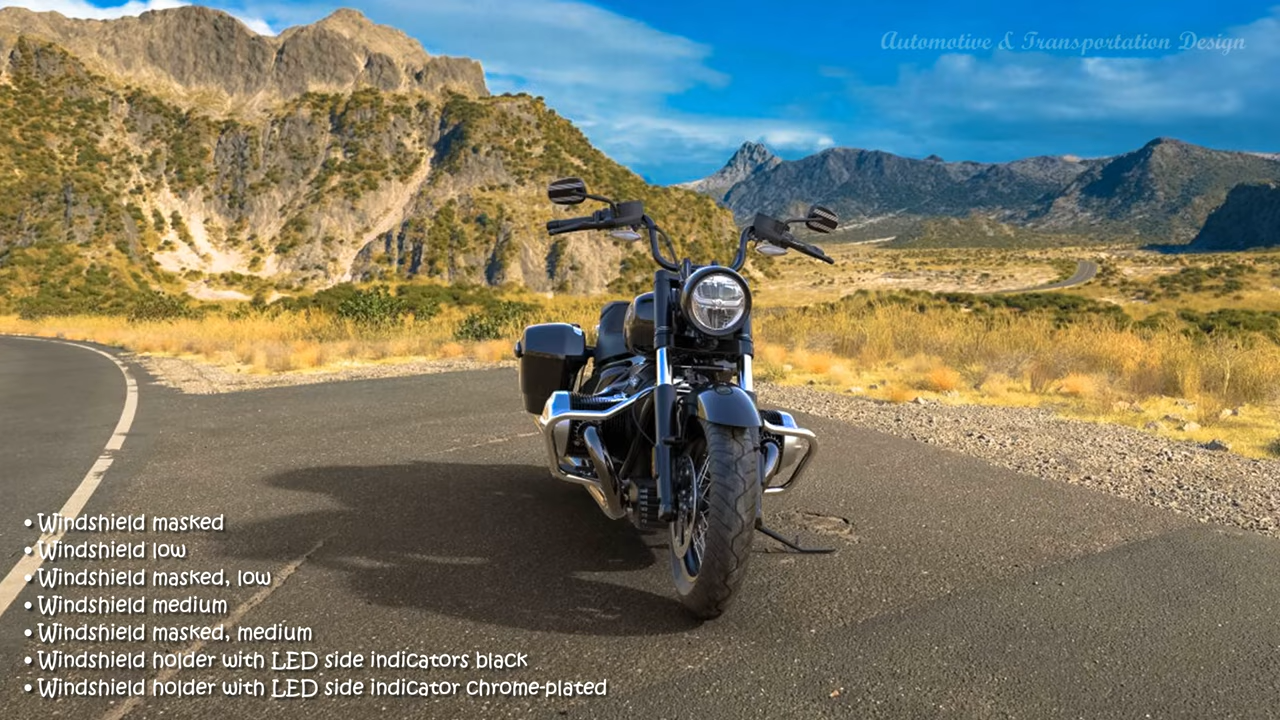 Automotive & Transportation Design
• Windshield masked
• Windshield low
• Windshield masked, low
• Windshield medium
• Windshield masked, medium
• Windshield holder with LED side indicators black
• Windshield holder with LED side indicator chrome-plated